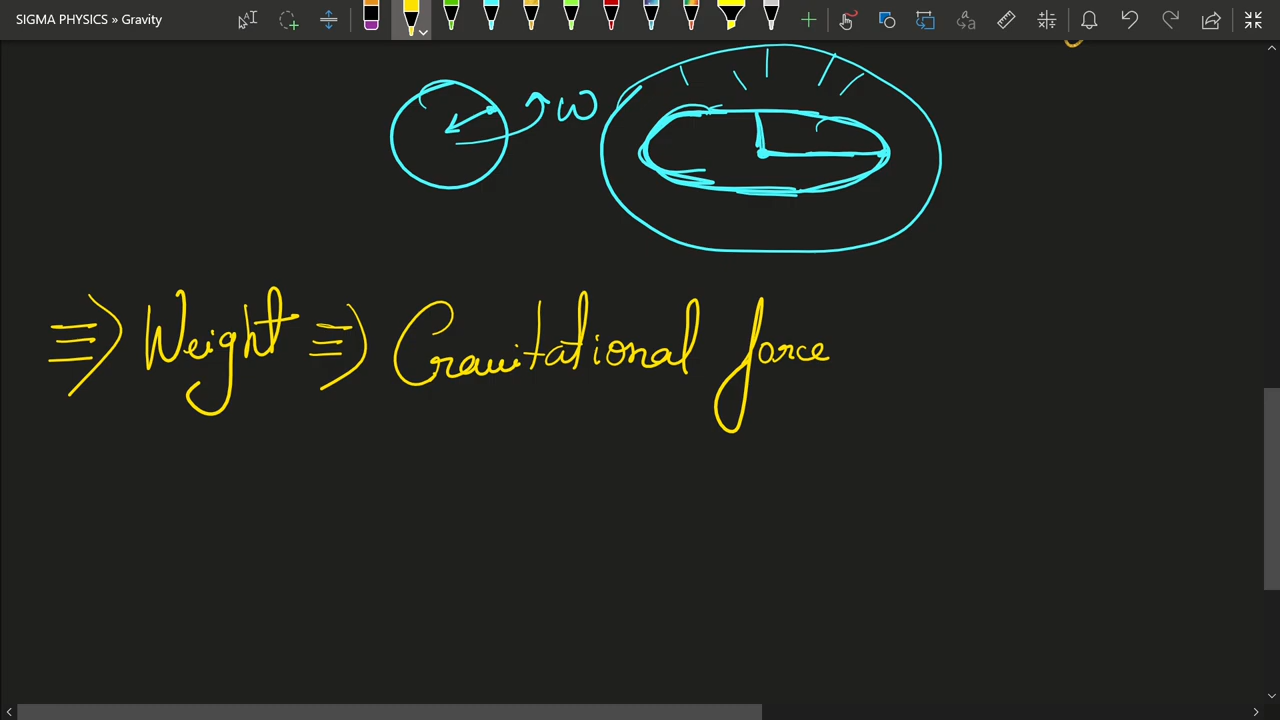 SIGMA PHYSICS » Gravity
ω
⇒ Weight ⇒ Gravitational force